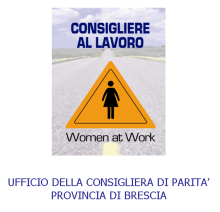 CONSIGLIERE
AL LAVORO
Women at Work
UFFICIO DELLA CONSIGLIERA DI PARITA'
PROVINCIA DI BRESCIA